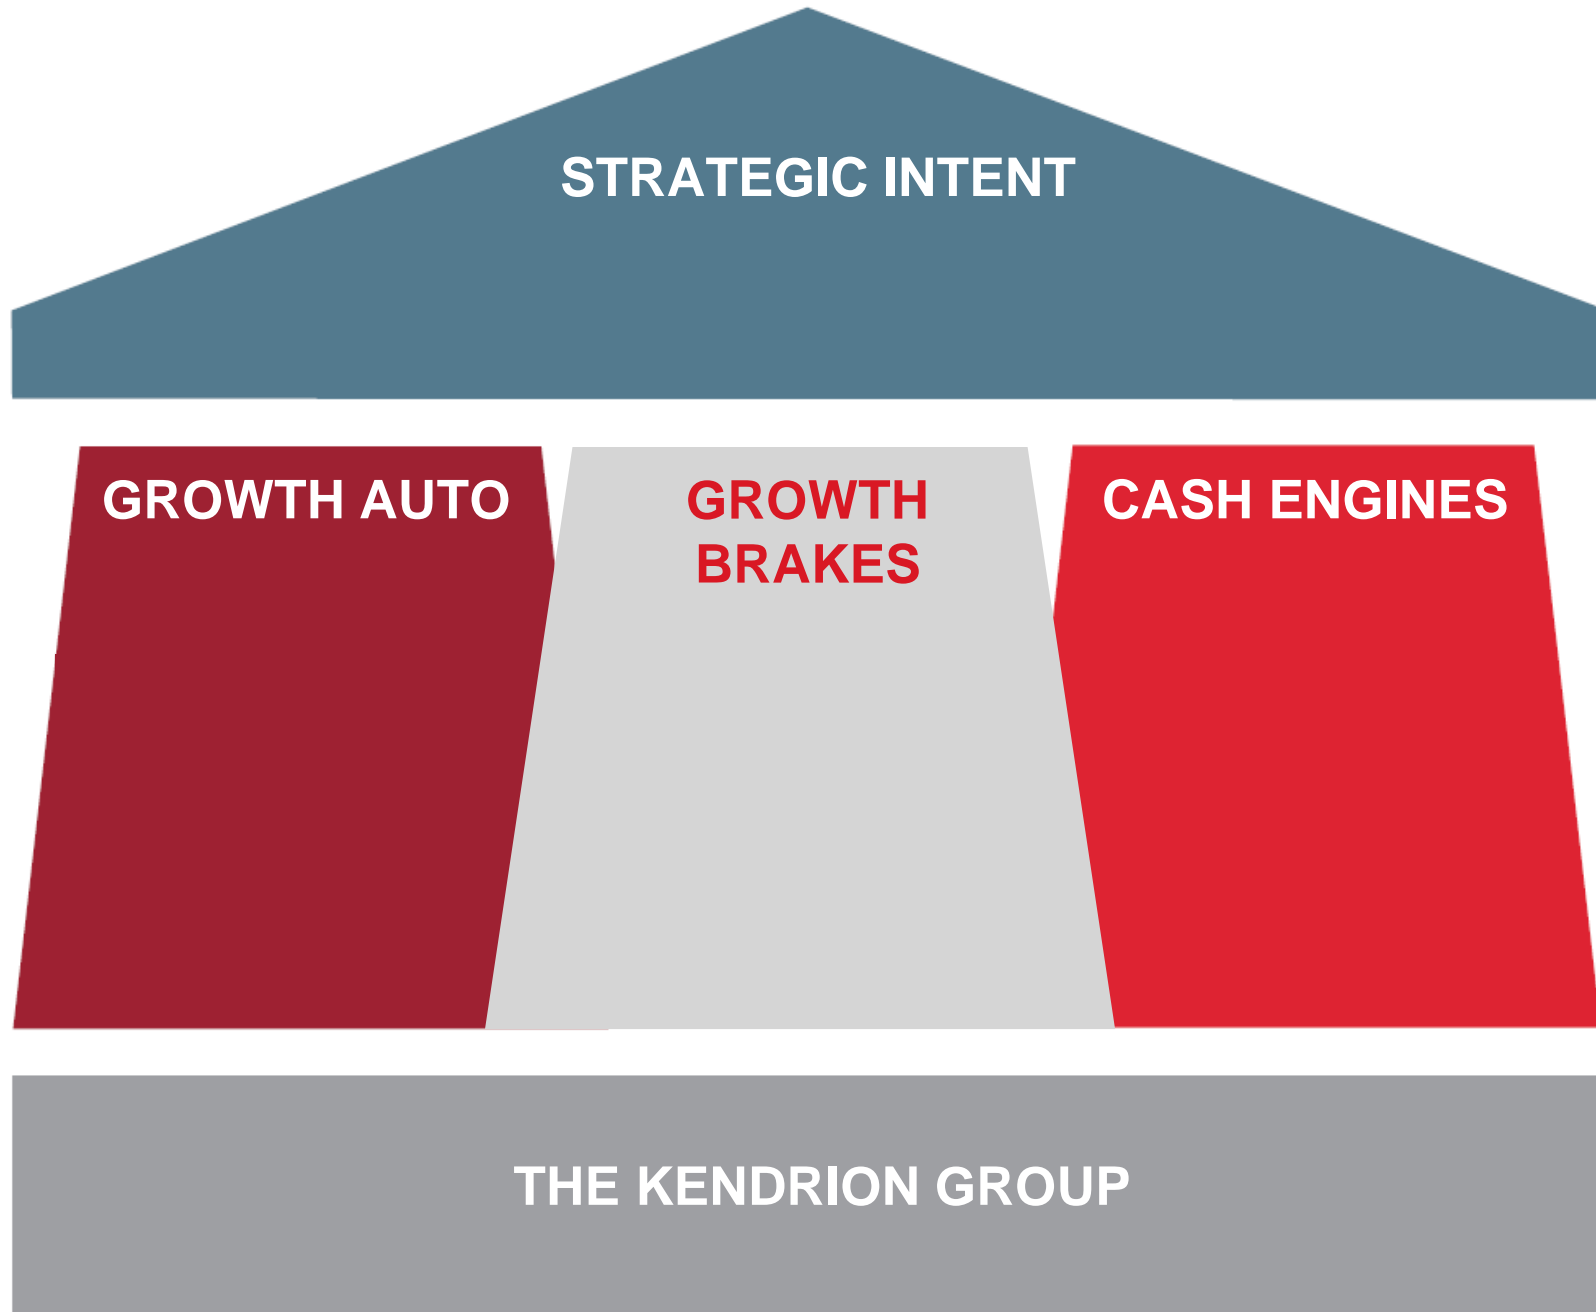 STRATEGIC INTENT
GROWTH AUTO
GROWTH
BRAKES
CASH ENGINES
THE KENDRION GROUP